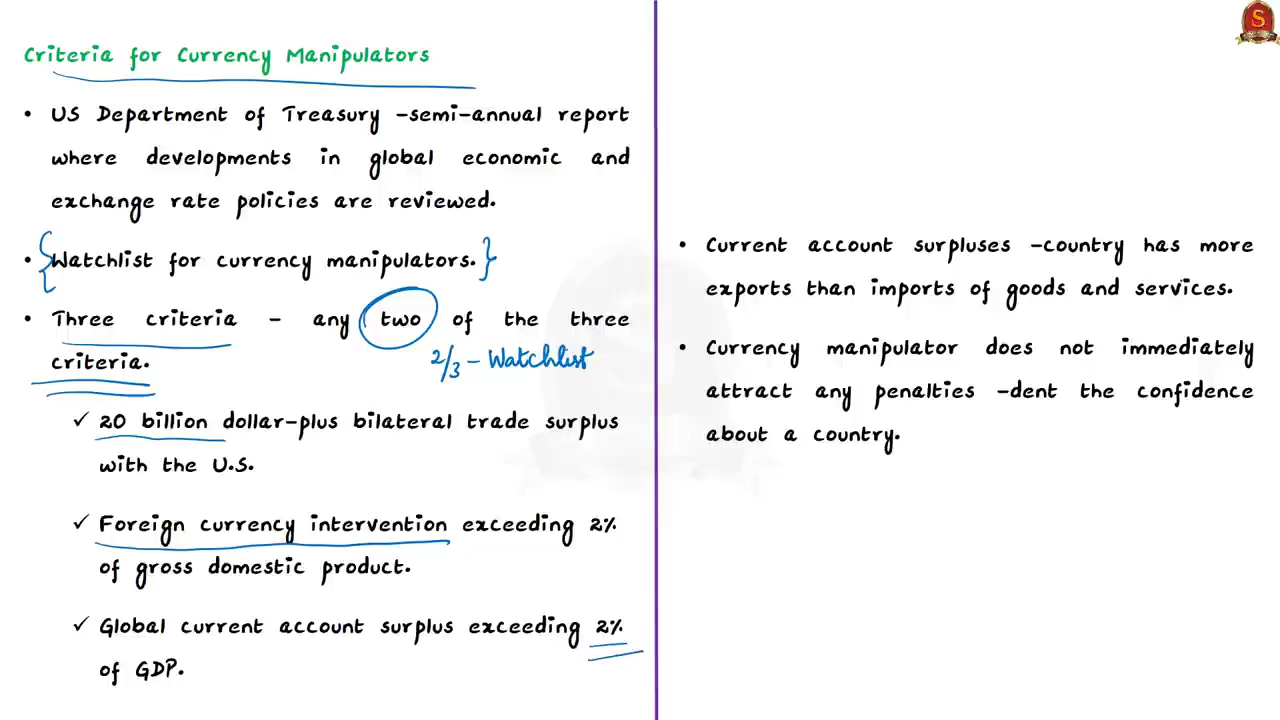 Criteria for Currency Manipulators
• US Department of Treasury -semi-annual report
where developments in global economic and
exchange rate policies are reviewed.
• Watchlist for currency manipulators.
• Three criteria - any two of the three
criteria.
2/3 - Watchlist
✓ 20 billion dollar-plus bilateral trade surplus
with the U.S.
✓ Foreign currency intervention exceeding 2%
of gross domestic product.
✓ Global current account surplus exceeding 2%
of GDP.
• Current account surpluses -country has more
exports than imports of goods and services.
• Currency manipulator does not immediately
attract any penalties -dent the confidence
about a country.
S